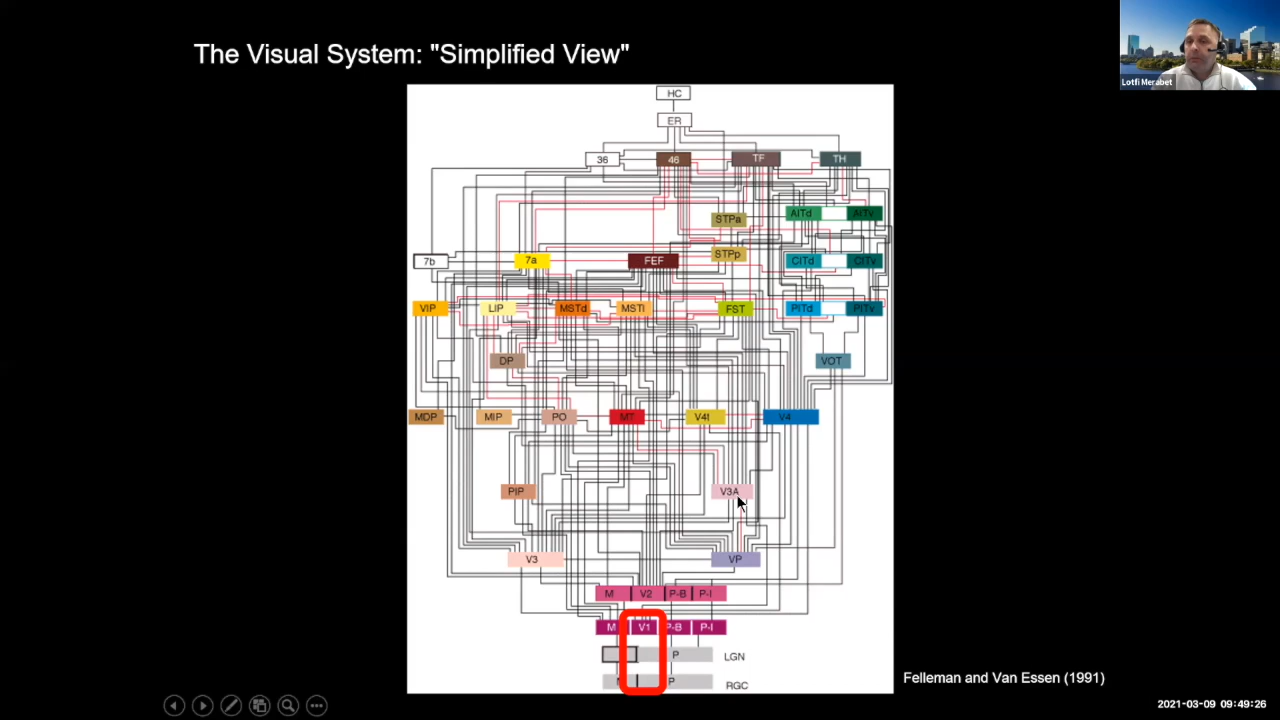 The Visual System: "Simplified View"
Lotfi Merabet
HC
ER
36 46 TF TH
STPa AITd AITv
7b 7a FEF STPp CITd CITv
VIP LIP MSTd MSTl FST PITd PITv
DP VOT
MDP MIP PO MT V4t V4
PIP V3A
V3 VP
M V2 P-B P-I
M V1 P-B P-I
P LGN
P RGC
Felleman and Van Essen (1991)
2021-03-09 09:49:26